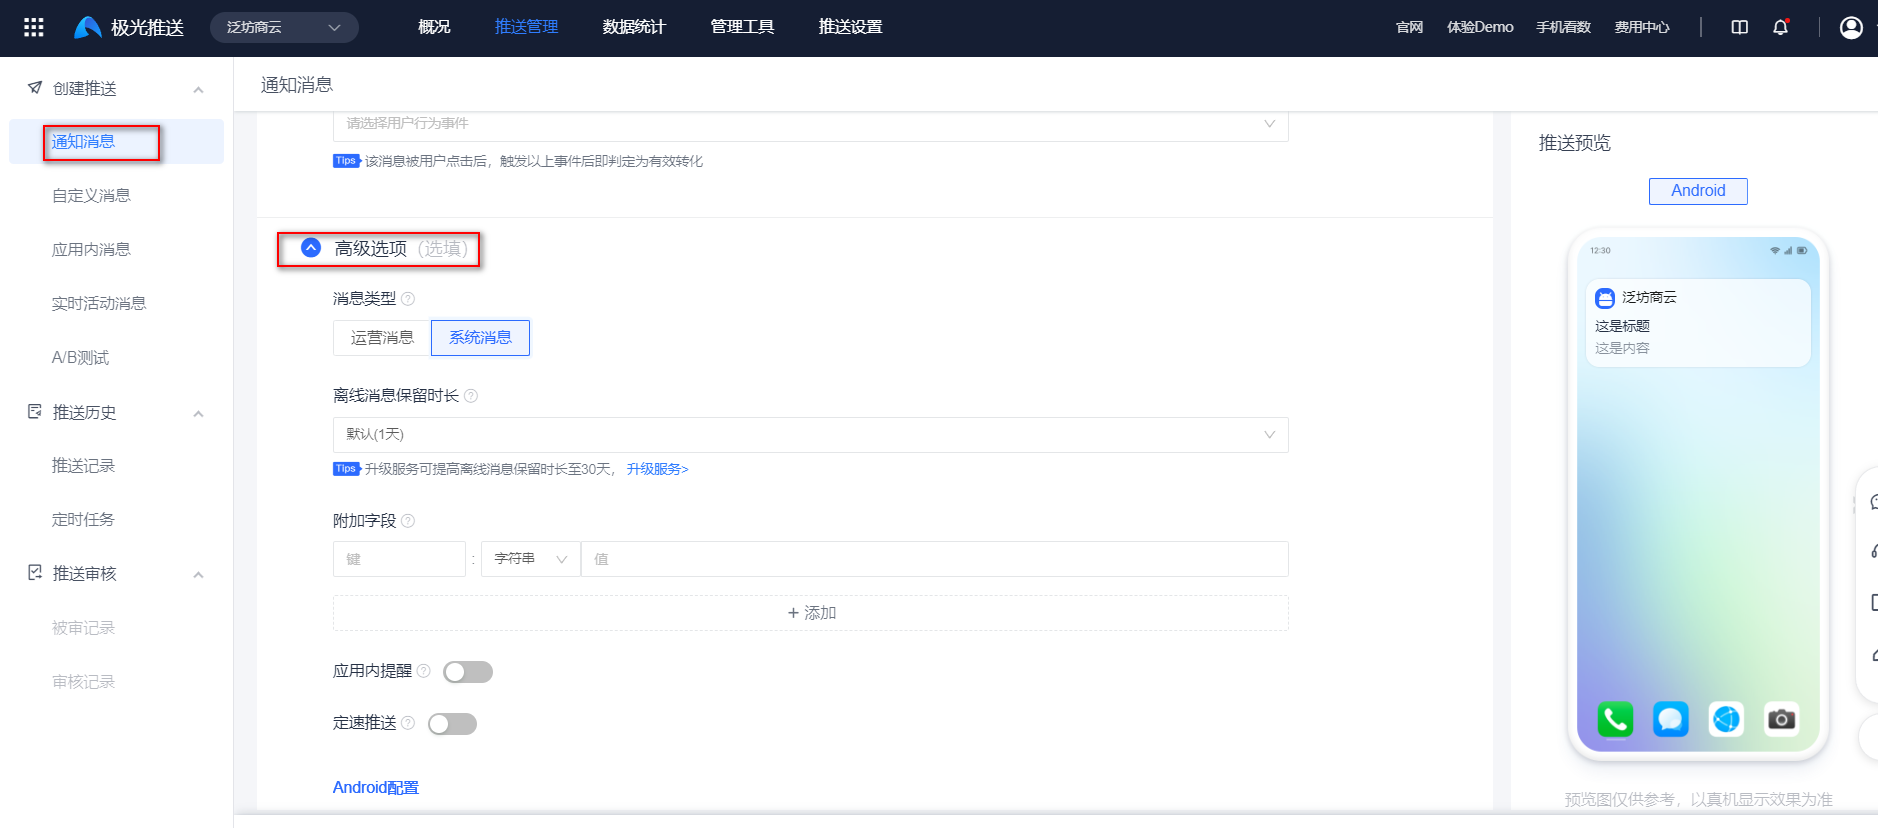 极光推送
泛坊商云
概况
推送管理
数据统计
管理工具
推送设置
官网
体验Demo
手机看数
费用中心
创建推送
通知消息
自定义消息
应用内消息
实时活动消息
A/B测试
推送历史
推送记录
定时任务
推送审核
被审记录
审核记录
通知消息
请选择用户行为事件
Tips 该消息被用户点击后，触发以上事件后即判定为有效转化
高级选项（选填）
消息类型
运营消息
系统消息
离线消息保留时长
默认(1天)
Tips 升级服务可提高离线消息保留时长至30天， 升级服务>
附加字段
键 : 字符串 值
+ 添加
应用内提醒
定速推送
Android配置
推送预览
Android
12:30
泛坊商云
这是标题
这是内容
预览图仅供参考，以真机显示效果为准